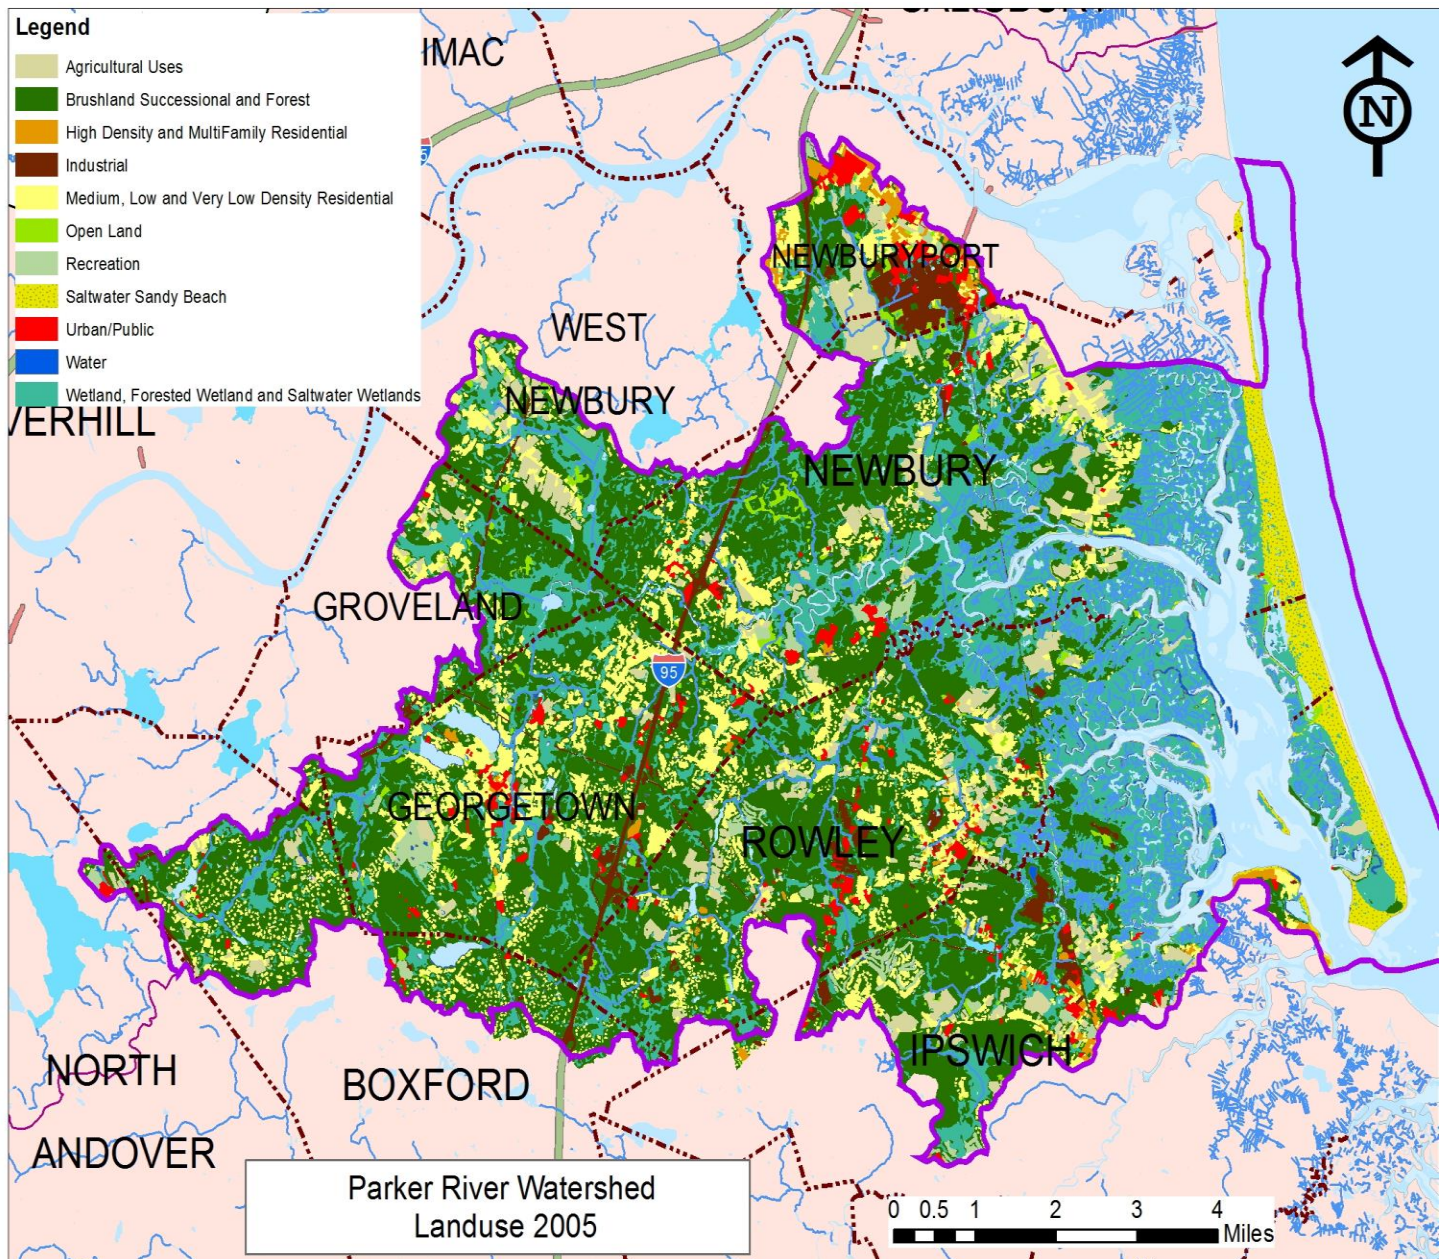 Legend
Agricultural Uses
Brushland Successional and Forest
High Density and MultiFamily Residential
Industrial
Medium, Low and Very Low Density Residential
Open Land
Recreation
Saltwater Sandy Beach
Urban/Public
Water
Wetland, Forested Wetland and Saltwater Wetlands
IMAC
N
NEWBURYPORT
WEST
NEWBURY
VERHILL
NEWBURY
GROVELAND
95
GEORGETOWN
ROWLEY
IPSWICH
NORTH
ANDOVER
BOXFORD
Parker River Watershed
Landuse 2005
0 0.5 1 2 3 4
Miles